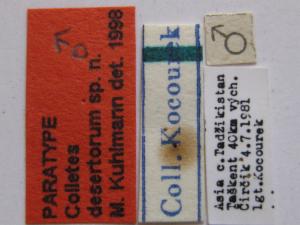 ♂
PARATYPE
Colletes
desertorum sp. n.
M. Kuhlmann det. 1998
Coll. Kocourek
♂
Asia c.Tadžikistan
Taškent 40km vých.
Čirčik 4.7.1981
lgt.Kocourek